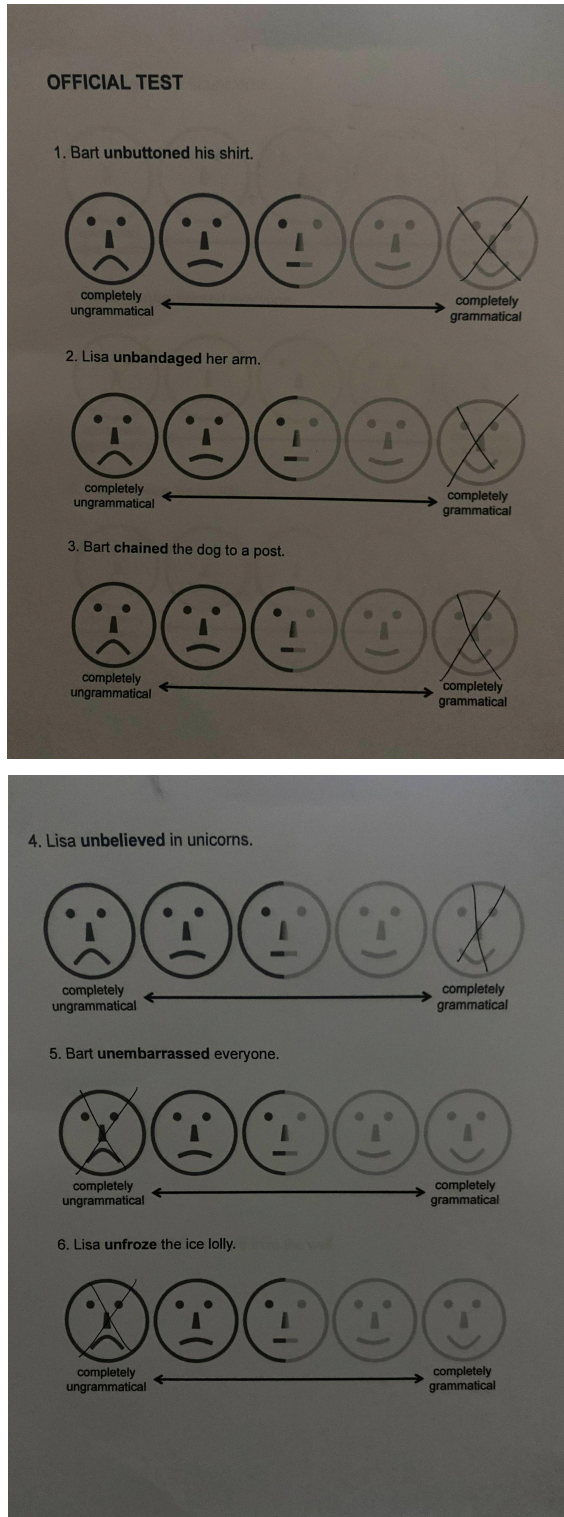 OFFICIAL TEST
1. Bart unbuttoned his shirt.
completely ungrammatical
completely grammatical
2. Lisa unbandaged her arm.
completely ungrammatical
completely grammatical
3. Bart chained the dog to a post.
completely ungrammatical
completely grammatical
4. Lisa unbelieved in unicorns.
completely ungrammatical
completely grammatical
5. Bart unembarrassed everyone.
completely ungrammatical
completely grammatical
6. Lisa unfroze the ice lolly.
completely ungrammatical
completely grammatical